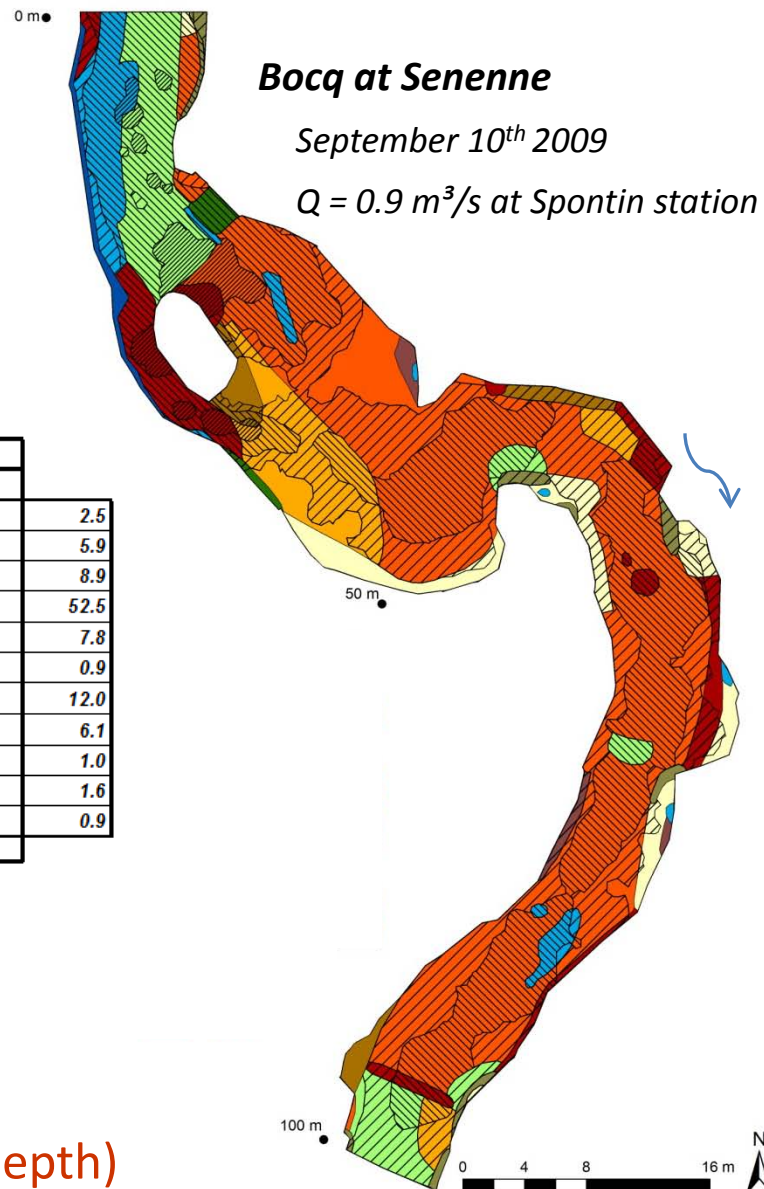 0 m
Bocq at Senenne
September 10th 2009
Q = 0.9 m³/s at Spontin station
2.5
5.9
8.9
52.5
7.8
0.9
12.0
6.1
1.0
1.6
0.9
50 m
100 m
N
0 4 8 16 m
epth)